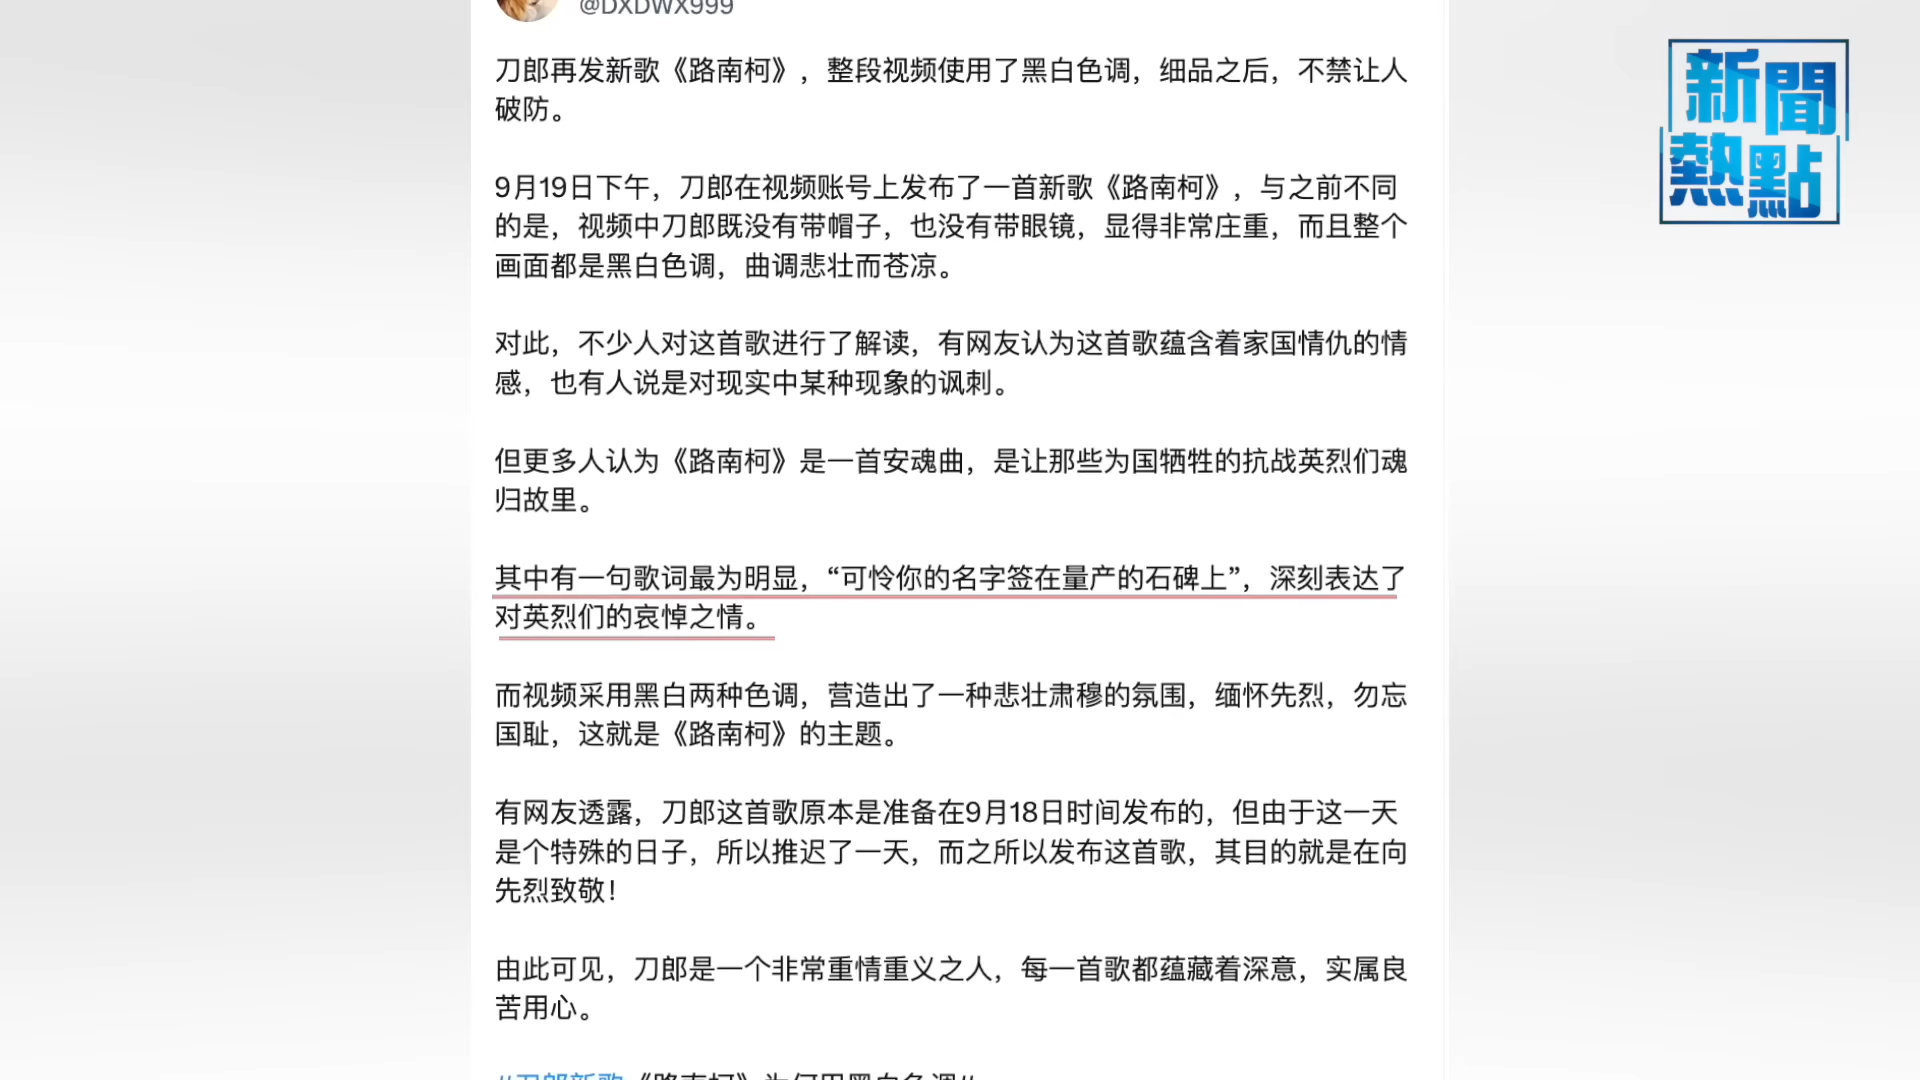 @DXDWX999
刀郎再发新歌《路南柯》，整段视频使用了黑白色调，细品之后，不禁让人
破防。
9月19日下午，刀郎在视频账号上发布了一首新歌《路南柯》，与之前不同
的是，视频中刀郎既没有带帽子，也没有带眼镜，显得非常庄重，而且整个
画面都是黑白色调，曲调悲壮而苍凉。
对此，不少人对这首歌进行了解读，有网友认为这首歌蕴含着家国情仇的情
感，也有人说是对现实中某种现象的讽刺。
但更多人认为《路南柯》是一首安魂曲，是让那些为国牺牲的抗战英烈们魂
归故里。
其中有一句歌词最为明显，“可怜你的名字签在量产的石碑上”，深刻表达了
对英烈们的哀悼之情。
而视频采用黑白两种色调，营造出了一种悲壮肃穆的氛围，缅怀先烈，勿忘
国耻，这就是《路南柯》的主题。
有网友透露，刀郎这首歌原本是准备在9月18日时间发布的，但由于这一天
是个特殊的日子，所以推迟了一天，而之所以发布这首歌，其目的就是在向
先烈致敬！
由此可见，刀郎是一个非常重情重义之人，每一首歌都蕴藏着深意，实属良
苦用心。
#刀郎新歌《路南柯》为何用黑白色调#
新聞
熱點